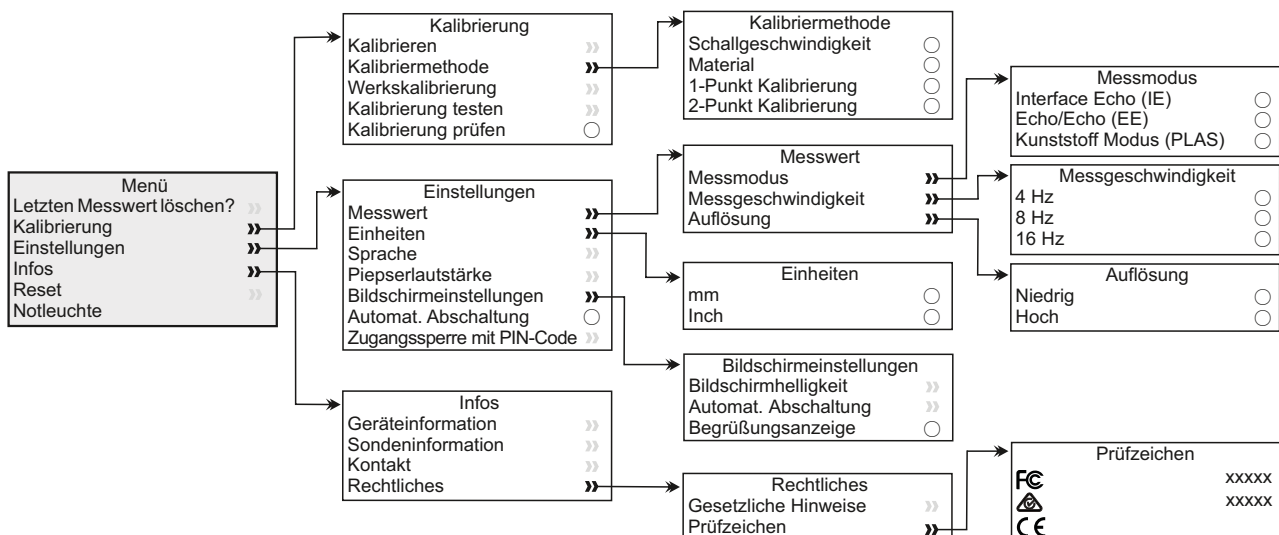 Menü
Letzten Messwert löschen?
Kalibrierung
Einstellungen
Infos
Reset
Notleuchte
Kalibrierung
Kalibrieren
Kalibriermethode
Werkskalibrierung
Kalibrierung testen
Kalibrierung prüfen
Einstellungen
Messwert
Einheiten
Sprache
Piepserlautstärke
Bildschirmeinstellungen
Automat. Abschaltung
Zugangssperre mit PIN-Code
Infos
Geräteinformation
Sondeninformation
Kontakt
Rechtliches
Kalibriermethode
Schallgeschwindigkeit
Material
1-Punkt Kalibrierung
2-Punkt Kalibrierung
Messwert
Messmodus
Messgeschwindigkeit
Auflösung
Einheiten
mm
Inch
Bildschirmeinstellungen
Bildschirmhelligkeit
Automat. Abschaltung
Begrüßungsanzeige
Rechtliches
Gesetzliche Hinweise
Prüfzeichen
Messmodus
Interface Echo (IE)
Echo/Echo (EE)
Kunststoff Modus (PLAS)
Messgeschwindigkeit
4 Hz
8 Hz
16 Hz
Auflösung
Niedrig
Hoch
Prüfzeichen
FC xxxxx
xxxxx
CE